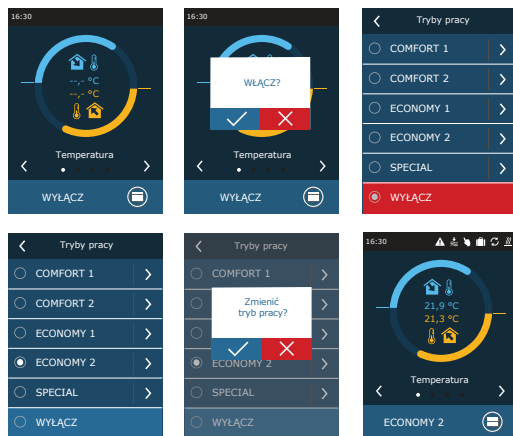 16:30
--,- °C
--,- °C
Temperatura
WYŁĄCZ
16:30
WŁĄCZ?
Temperatura
WYŁĄCZ
Tryby pracy
COMFORT 1
COMFORT 2
ECONOMY 1
ECONOMY 2
SPECIAL
WYŁĄCZ
Tryby pracy
COMFORT 1
COMFORT 2
ECONOMY 1
ECONOMY 2
SPECIAL
WYŁĄCZ
Tryby pracy
COMFORT 1
Zmienić
tryb pracy?
ECONOMY 2
SPECIAL
WYŁĄCZ
16:30
21,9 °C
21,3 °C
Temperatura
ECONOMY 2